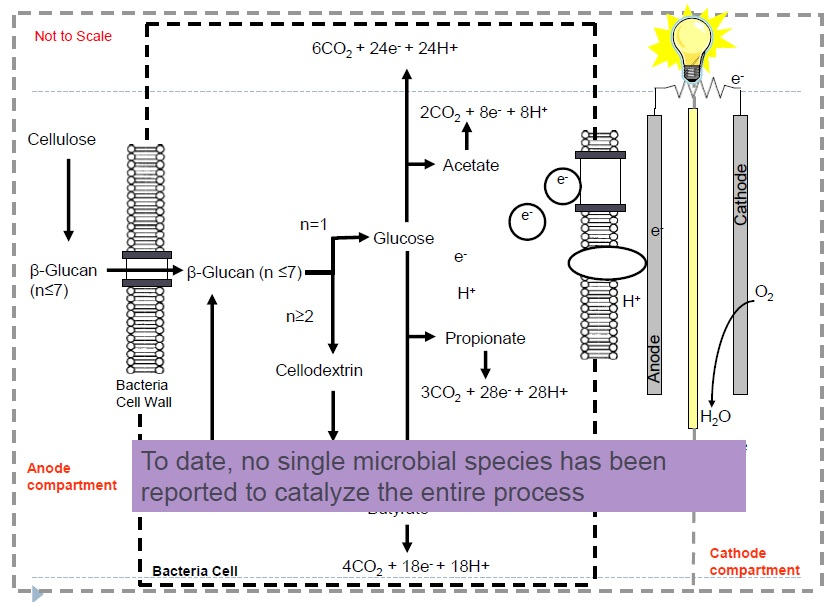 Not to Scale
6CO₂ + 24e⁻ + 24H+
e⁻
2CO₂ + 8e⁻ + 8H⁺
Cellulose
Acetate
e⁻
Cathode
n=1
e⁻
Glucose
e⁻
e⁻
β-Glucan
(n≤7)
β-Glucan (n ≤7)
H⁺
H⁺
O₂
n≥2
Propionate
Cellodextrin
Anode
Bacteria
Cell Wall
3CO₂ + 28e⁻ + 28H+
H₂O
To date, no single microbial species has been
reported to catalyze the entire process
Anode
compartment
Butyrate
4CO₂ + 18e⁻ + 18H+
Bacteria Cell
Cathode
compartment